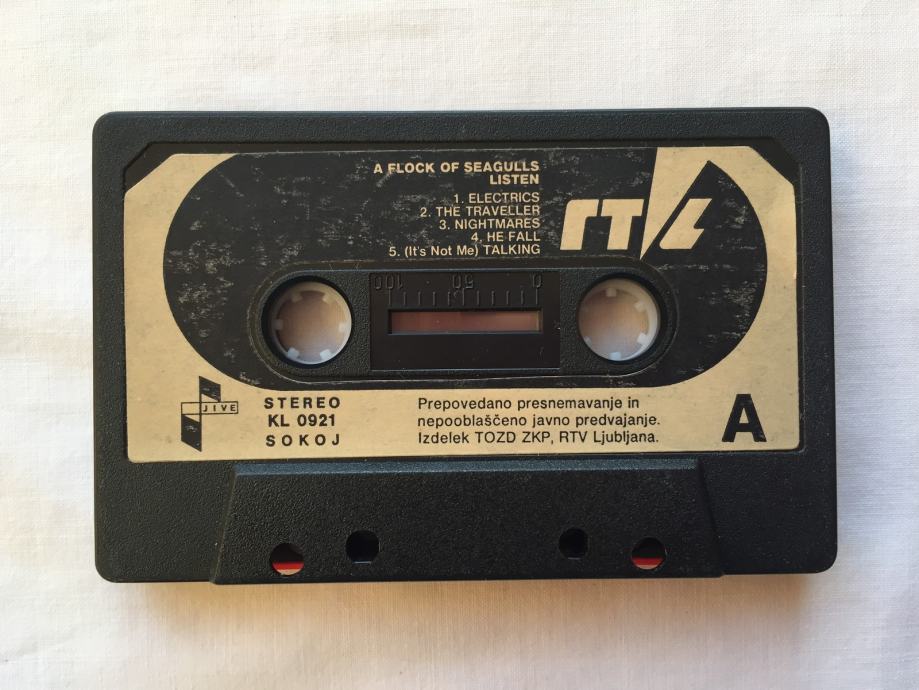 A FLOCK OF SEAGULLS
LISTEN
1. ELECTRICS
2. THE TRAVELLER
3. NIGHTMARES
4. HE FALL
5. (It's Not Me) TALKING
rTVL
100 50 0
JIVE
STEREO
KL 0921
SOKOJ
Prepovedano presnemavanje in
nepooblaščeno javno predvajanje.
Izdelek TOZD ZKP, RTV Ljubljana.
A